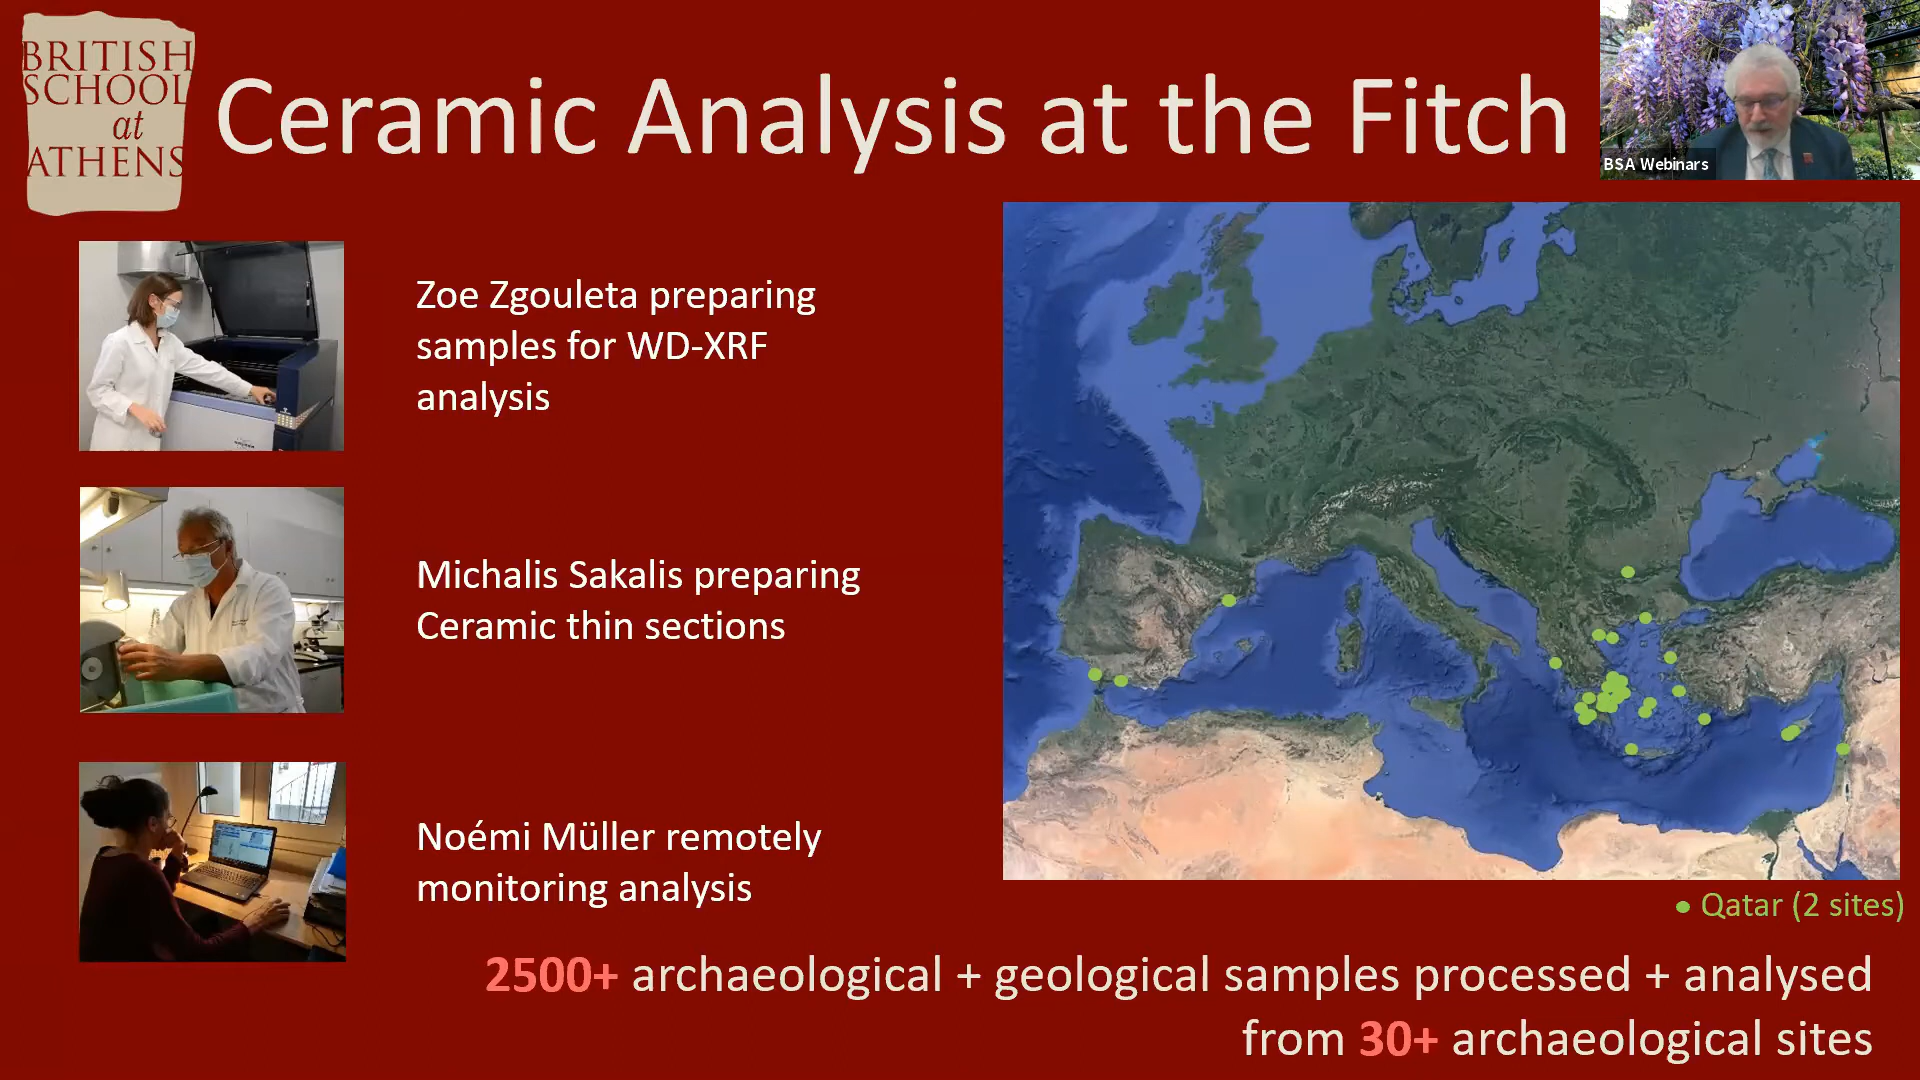 BRITISH
SCHOOL
at
ATHENS
Ceramic Analysis at the Fitch
BSA Webinars
Zoe Zgouleta preparing
samples for WD-XRF
analysis
Michalis Sakalis preparing
Ceramic thin sections
Noémi Müller remotely
monitoring analysis
• Qatar (2 sites)
2500+ archaeological + geological samples processed + analysed
from 30+ archaeological sites